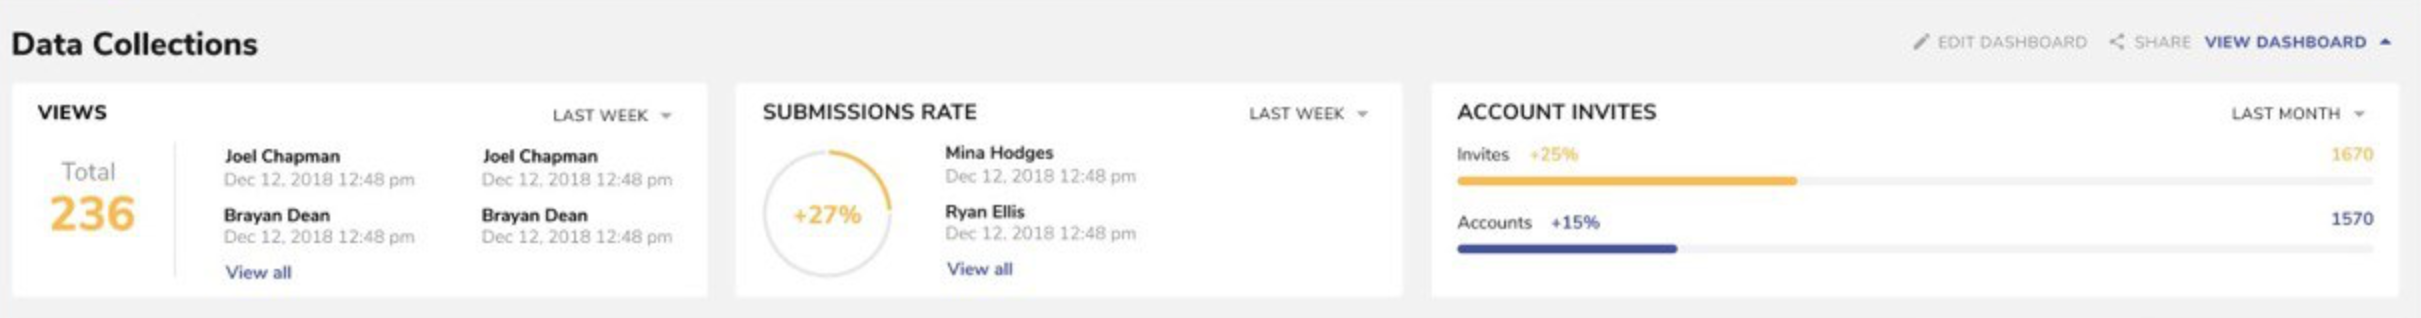 Data Collections
EDIT DASHBOARD SHARE VIEW DASHBOARD
VIEWS
LAST WEEK
Total
236
Joel Chapman
Dec 12, 2018 12:48 pm
Brayan Dean
Dec 12, 2018 12:48 pm
View all
Joel Chapman
Dec 12, 2018 12:48 pm
Brayan Dean
Dec 12, 2018 12:48 pm
SUBMISSIONS RATE
LAST WEEK
+27%
Mina Hodges
Dec 12, 2018 12:48 pm
Ryan Ellis
Dec 12, 2018 12:48 pm
View all
ACCOUNT INVITES
LAST MONTH
Invites +25% 1670
Accounts +15% 1570